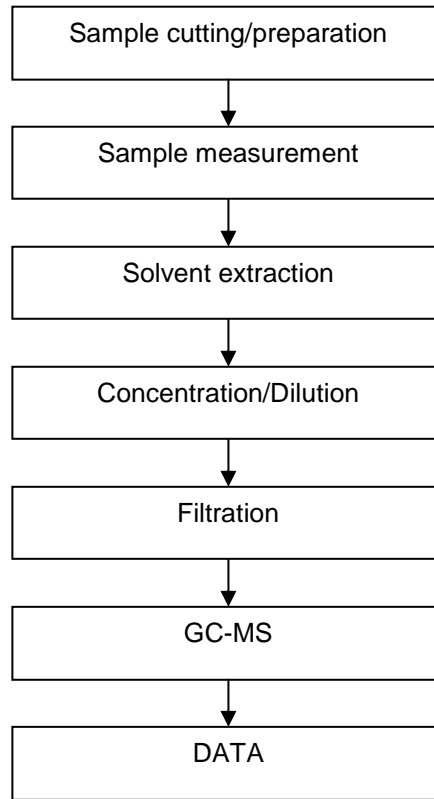 Sample cutting/preparation
Sample measurement
Solvent extraction
Concentration/Dilution
Filtration
GC-MS
DATA